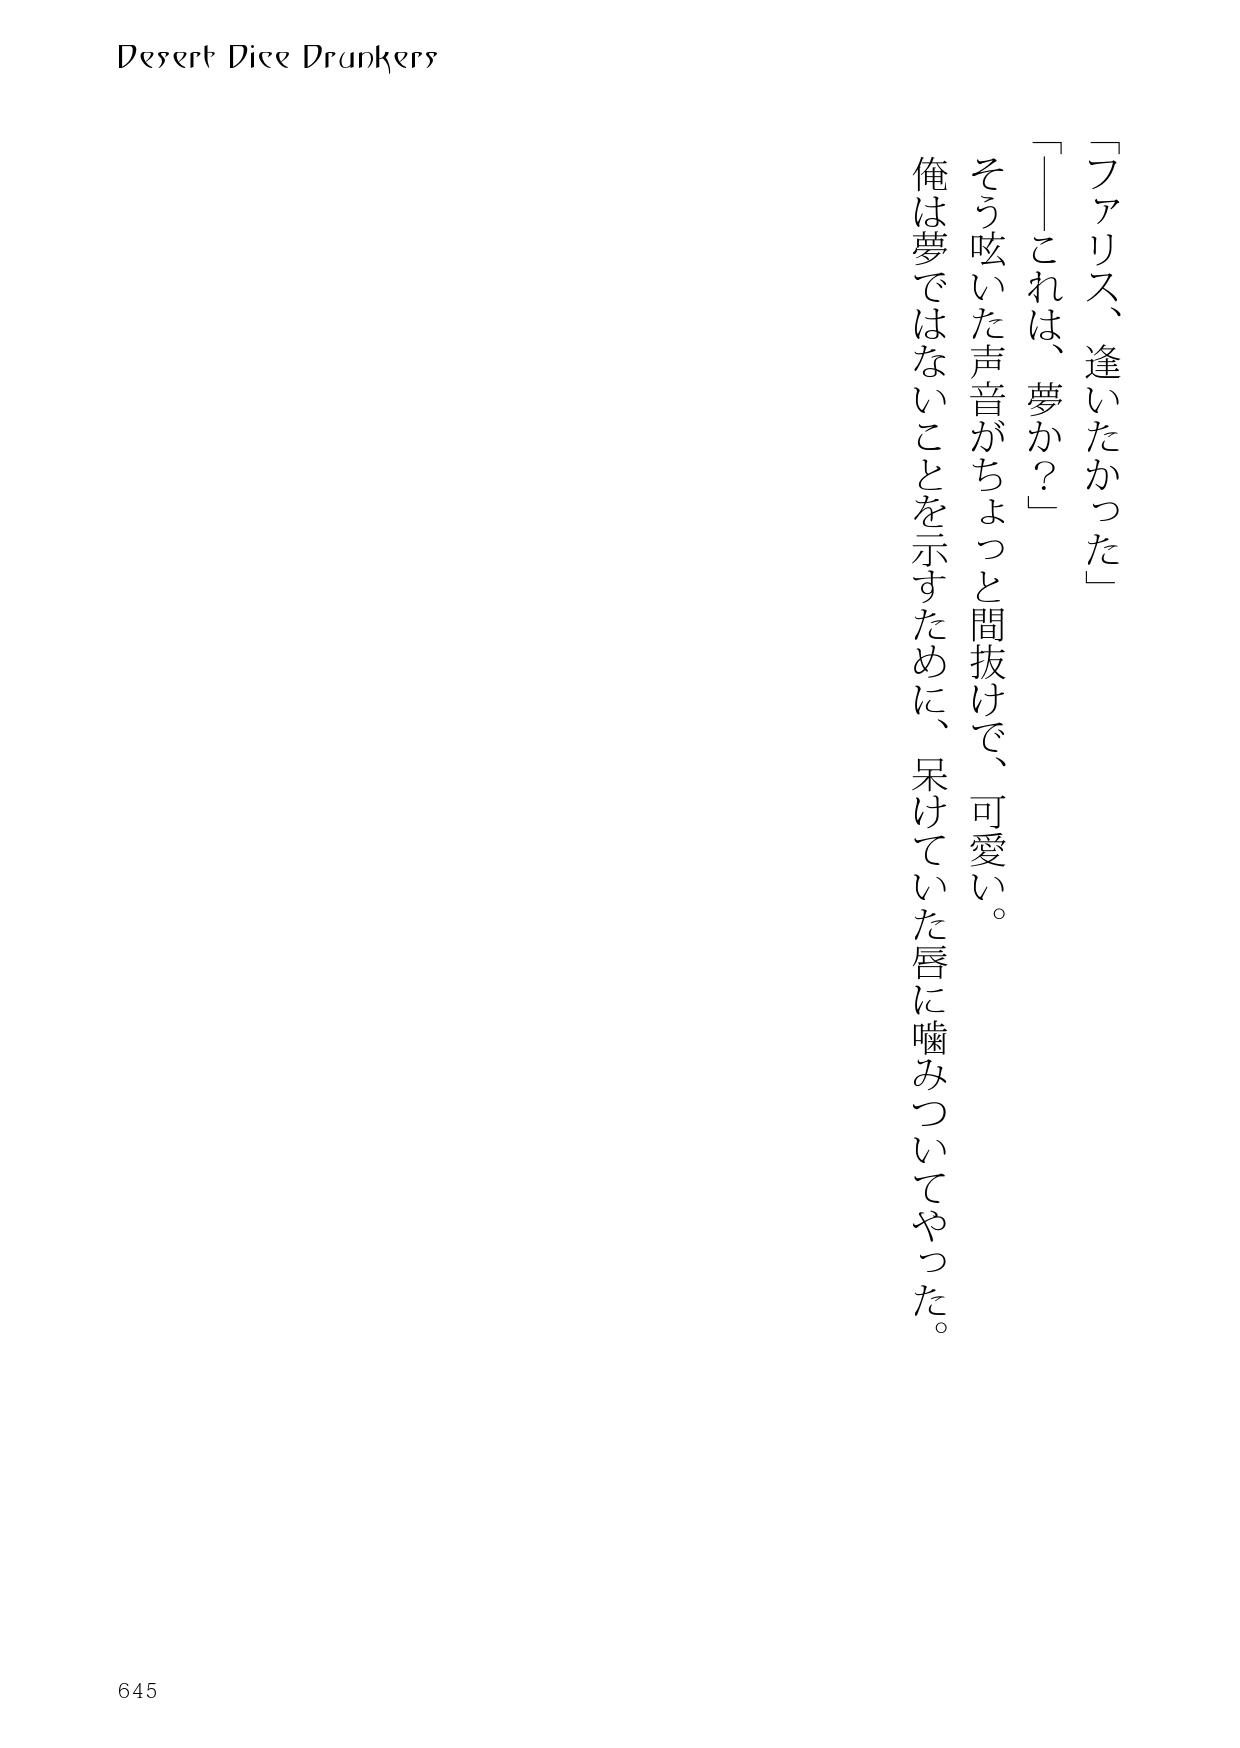 Desert Dice Drunkers
「ファリス、逢いたかった」
「――これは、夢か？」
　そう呟いた声音がちょっと間抜けで、可愛い。
　俺は夢ではないことを示すために、呆けていた唇に噛みついてやった。
645